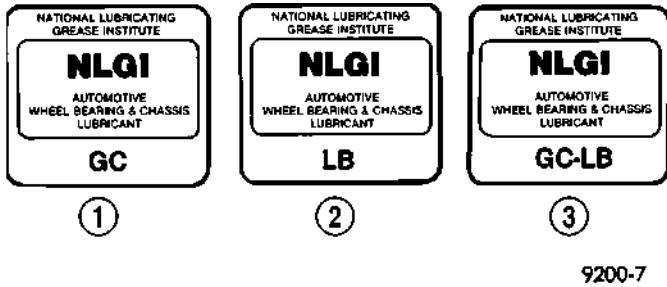 NATIONAL LUBRICATING
GREASE INSTITUTE
NLGI
AUTOMOTIVE
WHEEL BEARING & CHASSIS
LUBRICANT
GC
1
NATIONAL LUBRICATING
GREASE INSTITUTE
NLGI
AUTOMOTIVE
WHEEL BEARING & CHASSIS
LUBRICANT
LB
2
NATIONAL LUBRICATING
GREASE INSTITUTE
NLGI
AUTOMOTIVE
WHEEL BEARING & CHASSIS
LUBRICANT
GC-LB
3
9200-7